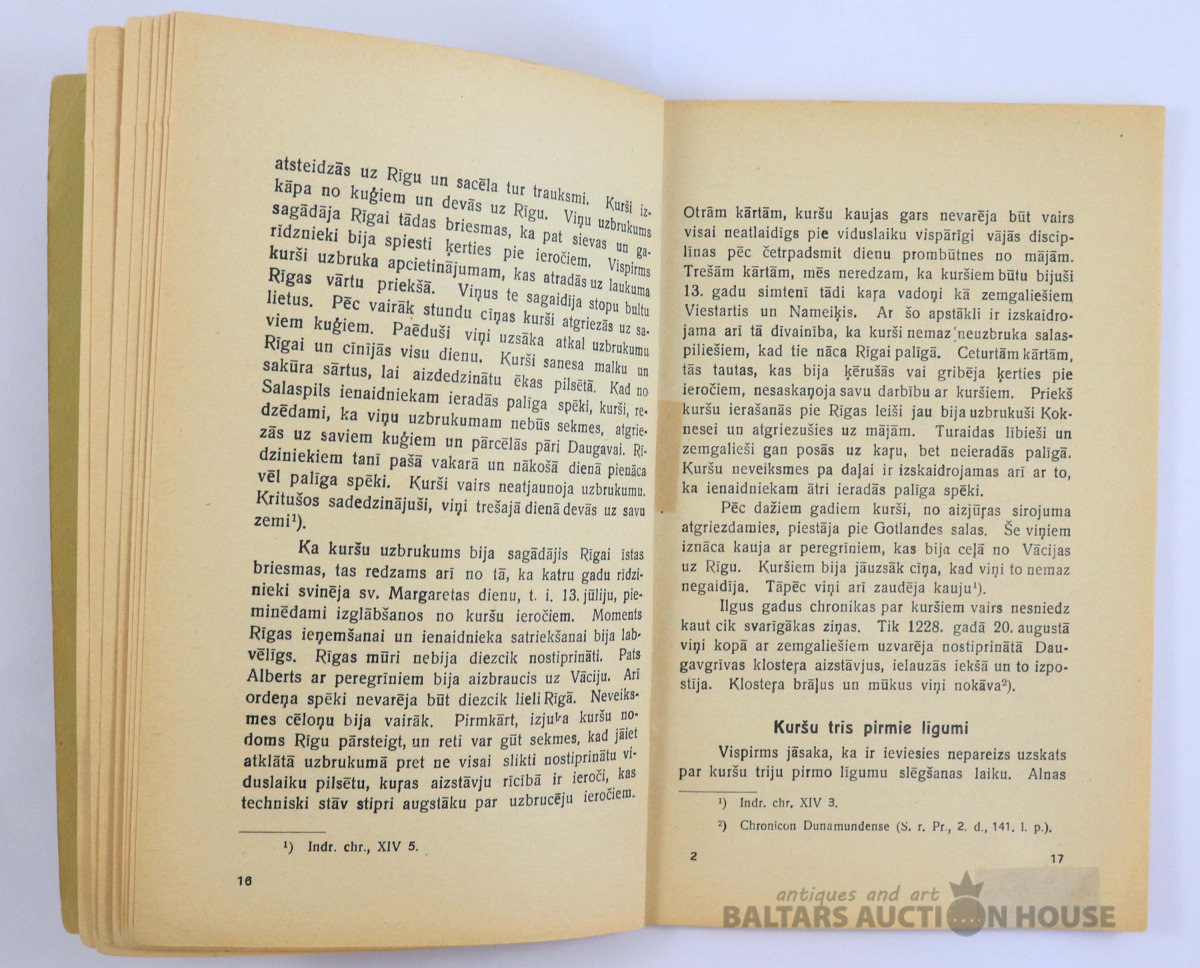 atsteidzās uz Rīgu un sacēla tur trauksmi. Kurši iz-
kāpa no kuģiem un devās uz Rīgu. Viņu uzbrukums
sagādāja Rīgai tādas briesmas, ka pat sievas un ga-
rīdznieki bija spiesti ķerties pie ieročiem. Vispirms
kurši uzbruka apcietinājumam, kas atradās uz laukuma
Rīgas vārtu priekšā. Viņus te sagaidija stopu bultu
lietus. Pēc vairāk stundu cīņas kurši atgriezās uz sa-
viem kuģiem. Paēduši viņi uzsāka atkal uzbrukumu
Rīgai un cīnījās visu dienu. Kurši sanesa malku un
sakūra sārtus, lai aizdedzinātu ēkas pilsētā. Kad no
Salaspils ienaidniekam ieradās palīga spēki, kurši, re-
dzēdami, ka viņu uzbrukumam nebūs sekmes, atgrie-
zās uz saviem kuģiem un pārcēlās pāri Daugavai. Rī-
dziniekiem tanī pašā vakarā un nākošā dienā pienāca
vēl palīga spēki. Kurši vairs neatjaunoja uzbrukumu.
Kritušos sadedzinājuši, viņi trešajā dienā devās uz savu
zemi¹).
Ka kuršu uzbrukums bija sagādājis Rīgai īstas
briesmas, tas redzams arī no tā, ka katru gadu rīdzi-
nieki svinēja sv. Margaretas dienu, t. i. 13. jūliju, pie-
minēdami izglābšanos no kuršu ieročiem. Moments
Rīgas ieņemšanai un ienaidnieka satriekšanai bija lab-
vēlīgs. Rīgas mūri nebija diezcik nostiprināti. Pats
Alberts ar peregrīniem bija aizbraucis uz Vāciju. Arī
ordeņa spēki nevarēja būt diezcik lieli Rīgā. Neveik-
smes cēloņu bija vairāk. Pirmkārt, izjuka kuršu no-
doms Rīgu pārsteigt, un reti var gūt sekmes, kad jāiet
atklātā uzbrukumā pret ne visai slikti nostiprinātu vi-
duslaiku pilsētu, kuŗas aizstāvju rīcībā ir ieroči, kas
techniski stāv stipri augstāku par uzbrucēju ieročiem.
¹) Indr. chr., XIV 5.
16
Otrām kārtām, kuršu kaujas gars nevarēja būt vairs
visai neatlaidīgs pie viduslaiku vispārīgi vājās discip-
līnas pēc četrpadsmit dienu prombūtnes no mājām.
Trešām kārtām, mēs neredzam, ka kuršiem būtu bijuši
13. gadu simtenī tādi kaŗa vadoņi kā zemgaliešiem
Viestarts un Nameiķis. Ar šo apstākli ir izskaidro-
jama arī tā dīvainība, ka kurši nemaz neuzbruka salas-
piliešiem, kad tie nāca Rīgai palīgā. Ceturtām kārtām,
tās tautas, kas bija ķērušās vai gribēja ķerties pie
ieročiem, nesaskaņoja savu darbību ar kuršiem. Priekš
kuršu ierašanās pie Rīgas leiši jau bija uzbrukuši Kok-
nesei un atgriezušies uz mājām. Turaidas lībieši un
zemgalieši gan posās uz kaŗu, bet neieradās palīgā.
Kuršu neveiksmes pa daļai ir izskaidrojamas arī ar to,
ka ienaidniekam ātri ieradās palīga spēki.
Pēc dažiem gadiem kurši, no aizjūŗas sirojuma
atgriezdamies, piestāja pie Gotlandes salas. Še viņiem
iznāca kauja ar peregrīniem, kas bija ceļā no Vācijas
uz Rīgu. Kuršiem bija jāuzsāk cīņa, kad viņi to nemaz
negaidīja. Tāpēc viņi arī zaudēja kauju¹).
Ilgus gadus chronikas par kuršiem vairs nesniedz
kaut cik svarīgākas ziņas. Tik 1228. gadā 20. augustā
viņi kopā ar zemgaliešiem uzvarēja nostiprinātā Dau-
gavgrīvas klosteŗa aizstāvjus, ielauzās iekšā un to izpo-
stīja. Klosteŗa brāļus un mūkus viņi nokāva²).
Kuršu tris pirmie līgumi
Vispirms jāsaka, ka ir ieviesies nepareizs uzskats
par kuršu triju pirmo līgumu slēgšanas laiku. Alnas
¹) Indr. chr. XIV 3.
²) Chronicon Dunamundense (S. r. Pr., 2. d., 141. l. p.).
2
17
antiques and art
BALTARS AUCTION HOUSE